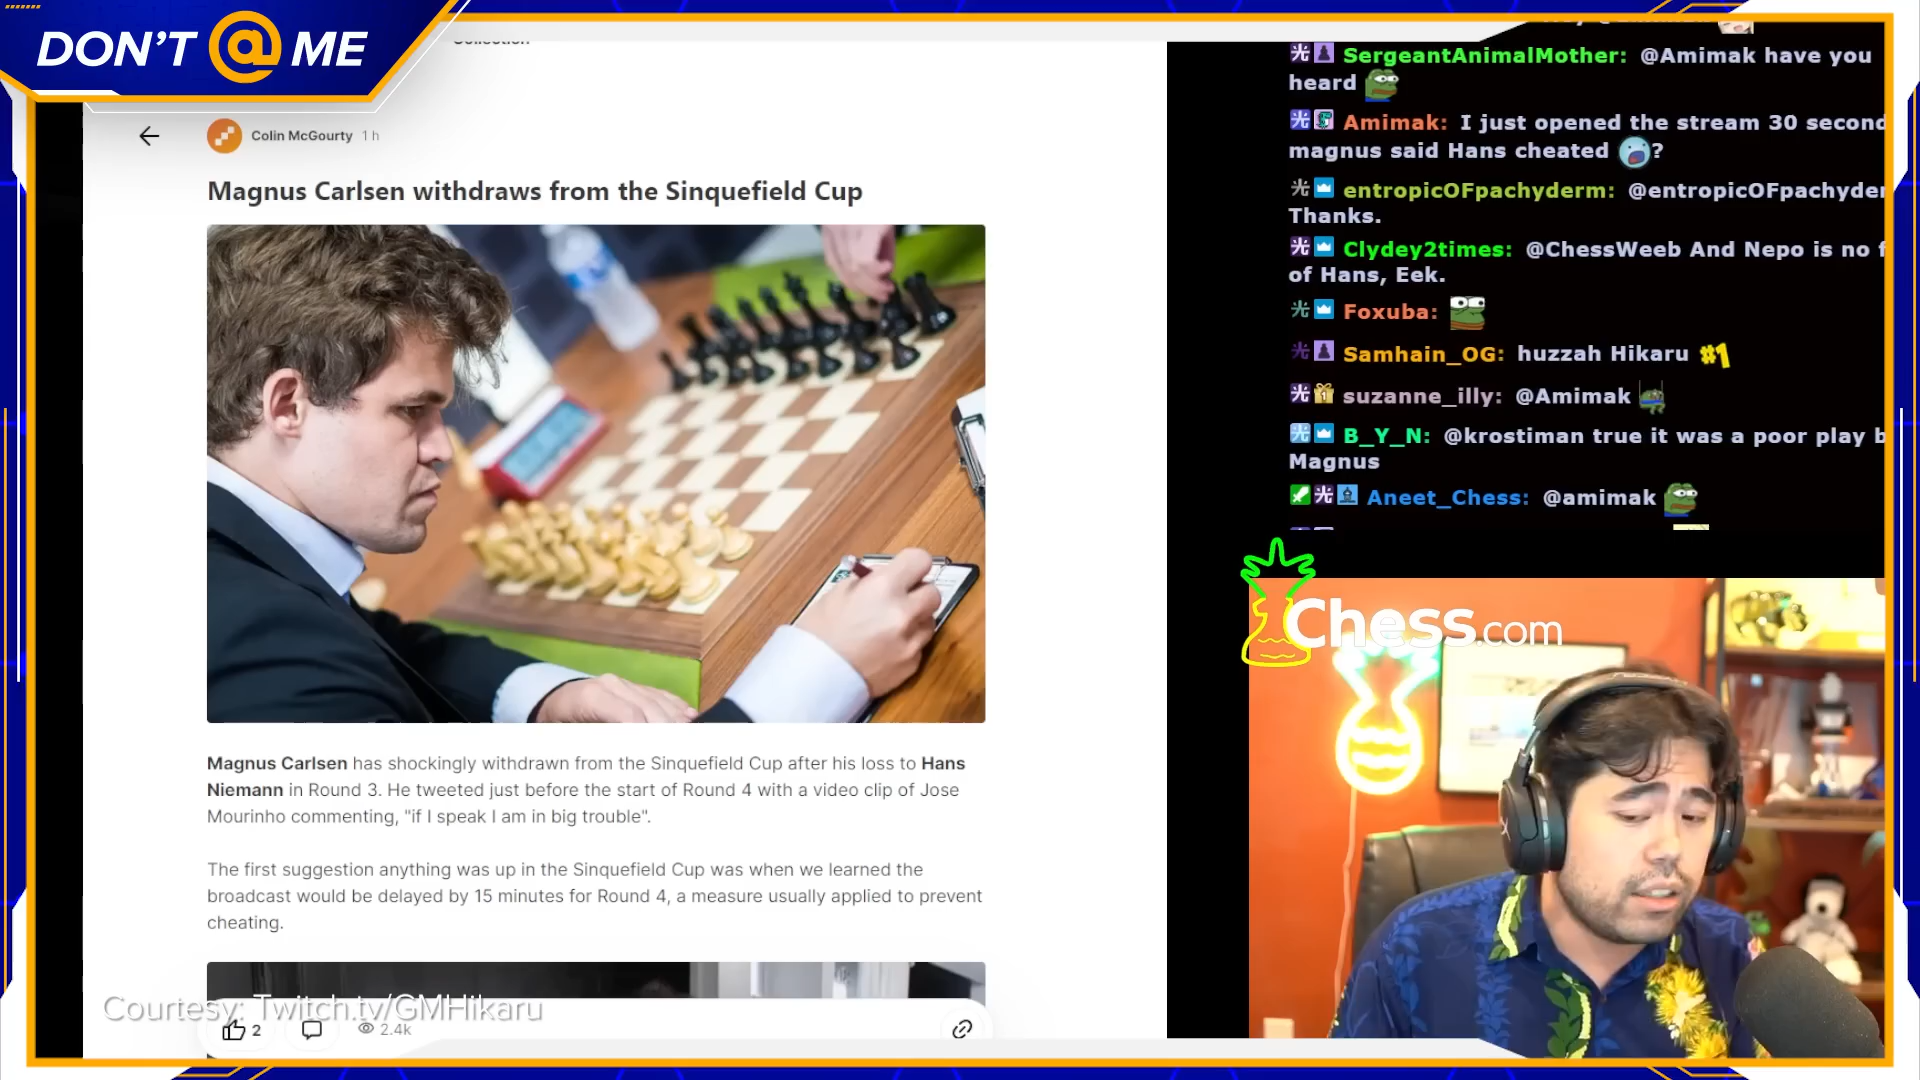 DON'T @ ME
Collection
Colin McGourty 1 h
Magnus Carlsen withdraws from the Sinquefield Cup
Magnus Carlsen has shockingly withdrawn from the Sinquefield Cup after his loss to Hans
Niemann in Round 3. He tweeted just before the start of Round 4 with a video clip of Jose
Mourinho commenting, "if I speak I am in big trouble".
The first suggestion anything was up in the Sinquefield Cup was when we learned the
broadcast would be delayed by 15 minutes for Round 4, a measure usually applied to prevent
cheating.
Courtesy: Twitch.tv/GMHikaru
2
2.4k
SergeantAnimalMother: @Amimak have you
heard
Amimak: I just opened the stream 30 second
magnus said Hans cheated ?
entropicOFpachyderm: @entropicOFpachyder
Thanks.
Clydey2times: @ChessWeeb And Nepo is no f
of Hans, Eek.
Foxuba:
Samhain_OG: huzzah Hikaru #1
suzanne_illy: @Amimak
B_Y_N: @krostiman true it was a poor play b
Magnus
Aneet_Chess: @amimak
Chess.com